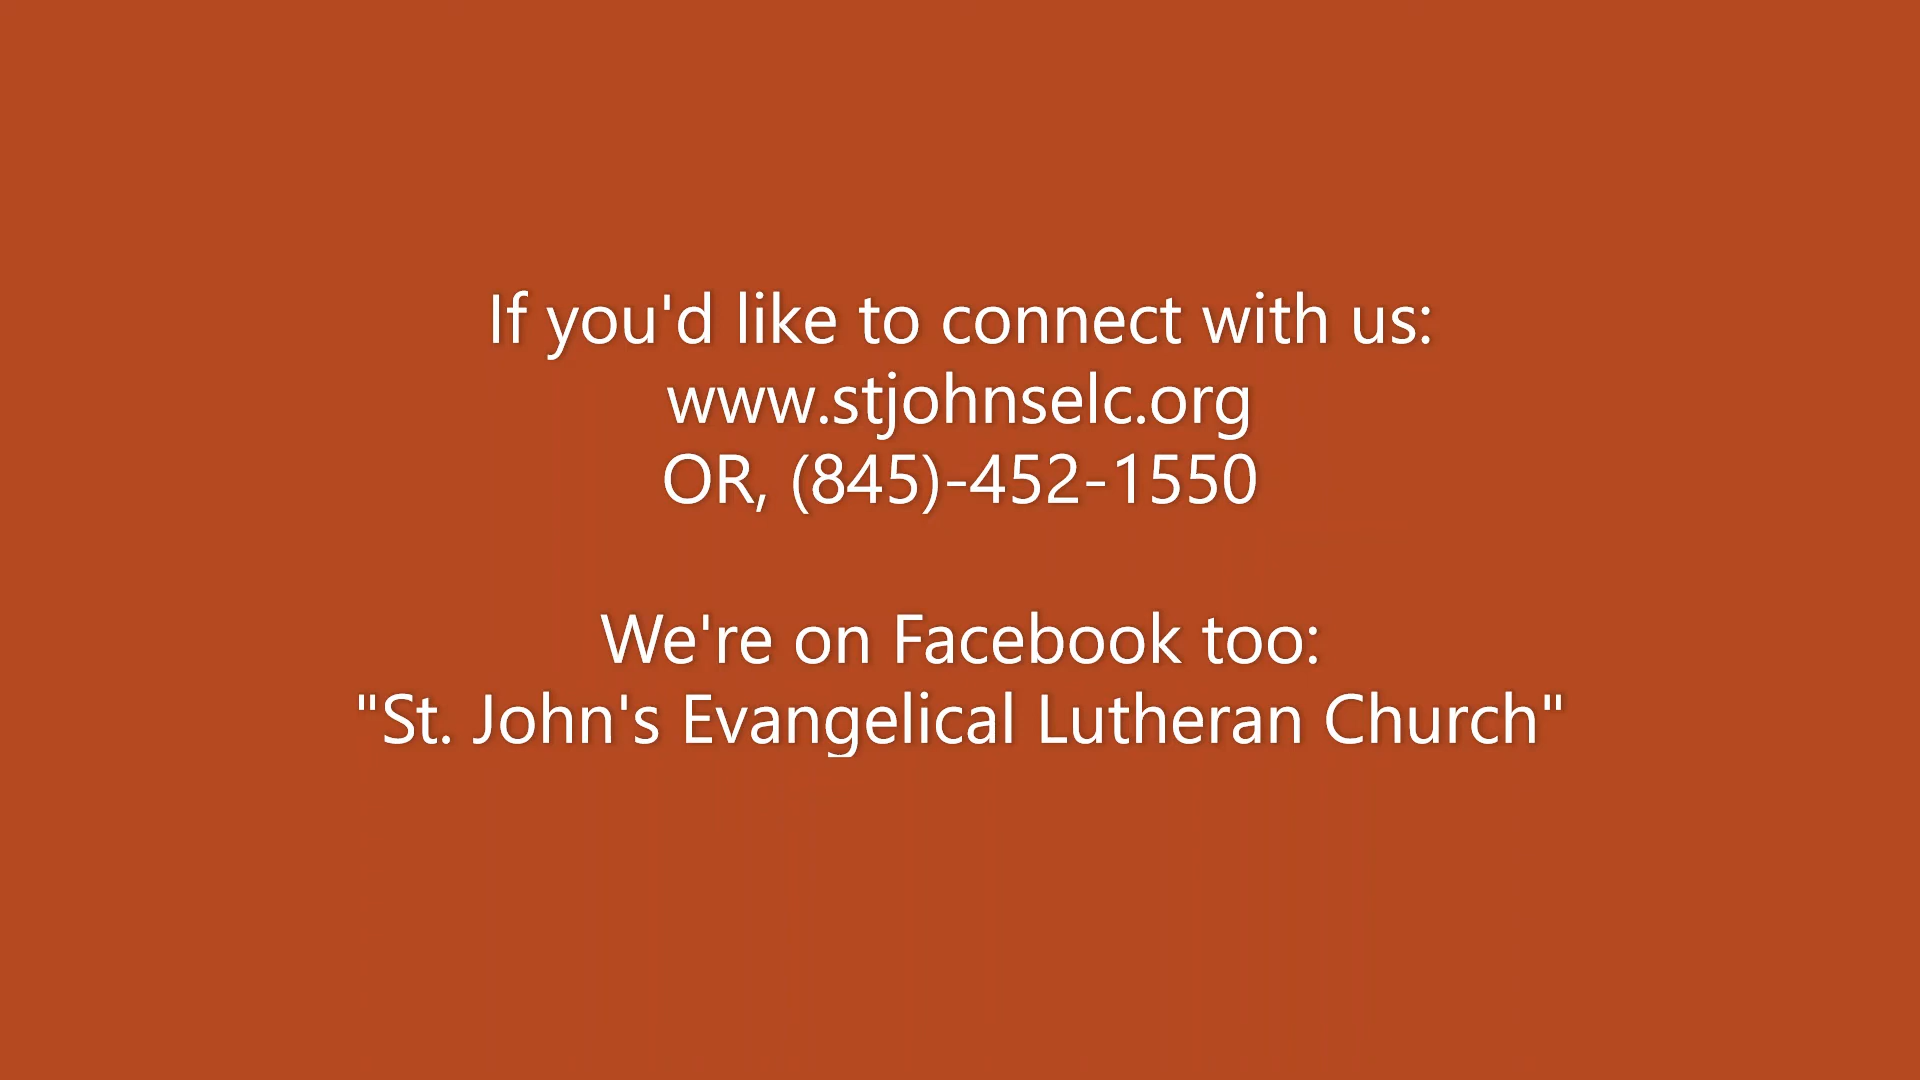 If you'd like to connect with us:
www.stjohnselc.org
OR, (845)-452-1550
We're on Facebook too:
"St. John's Evangelical Lutheran Church"